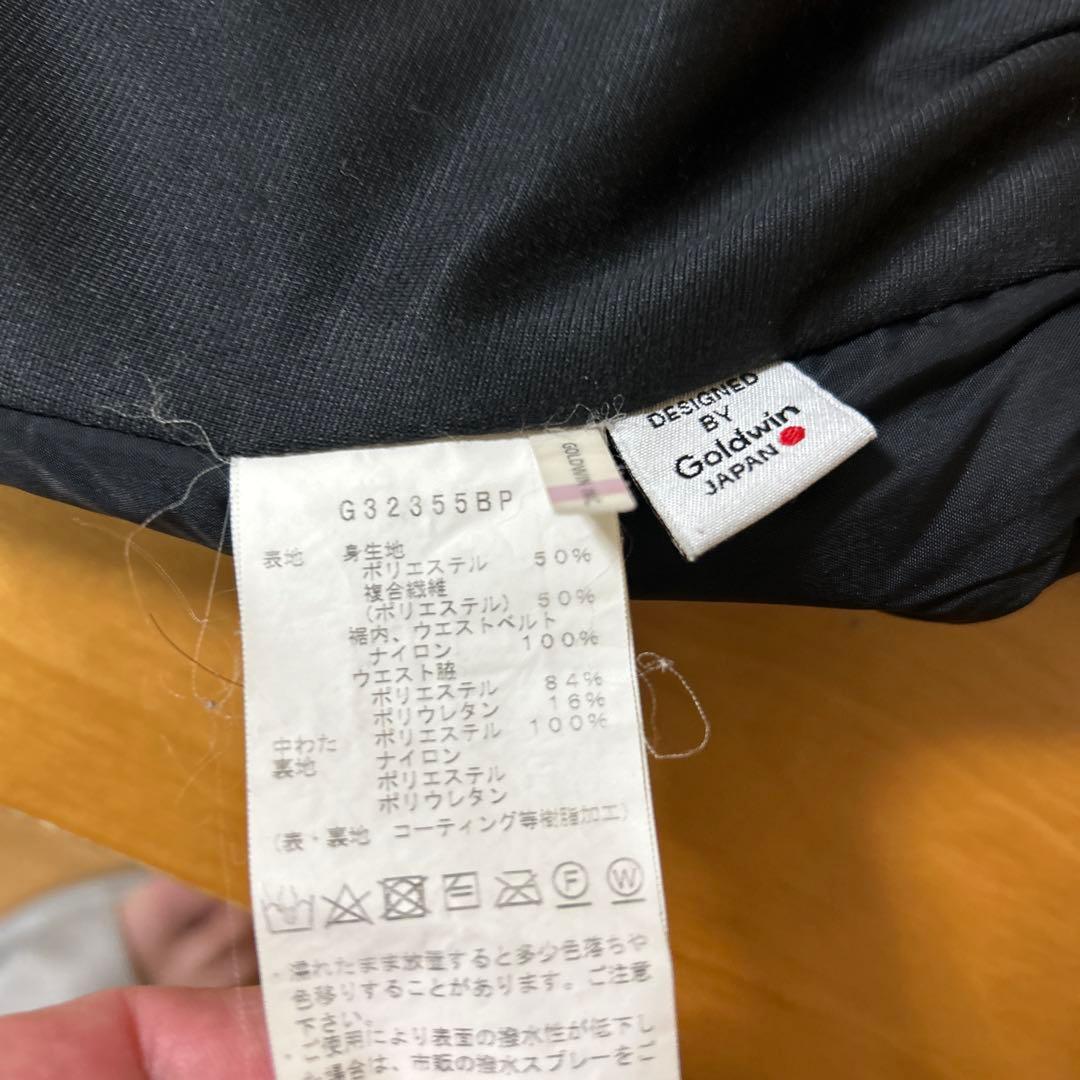 DESIGNED
BY
Goldwin
JAPAN
GOLDWIN INC.
G32355BP
表地 身生地
ポリエステル 50%
複合繊維
(ポリエステル) 50%
裾内、ウエストベルト
ナイロン 100%
ウエスト脇
ポリエステル 84%
ポリウレタン 16%
中わた ポリエステル 100%
裏地 ナイロン
ポリエステル
ポリウレタン
(表・裏地 コーティング等樹脂加工)
F W
・濡れたまま放置すると多少色落ちや
色移りすることがあります。ご注意
下さい。
・ご使用により表面の撥水性が低下し
場合は、市販の撥水スプレーをご